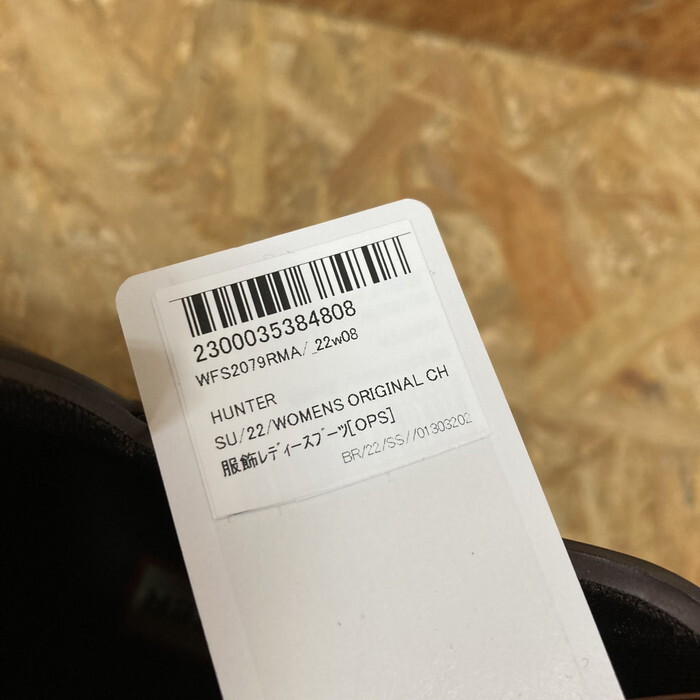 2300035384808
WFS2079RMA/_22w08
HUNTER
SU/22/WOMENS ORIGINAL CH
服飾ﾚﾃﾞｨｰｽﾌﾞｰﾂ[OPS]
BR/22/SS//01303202